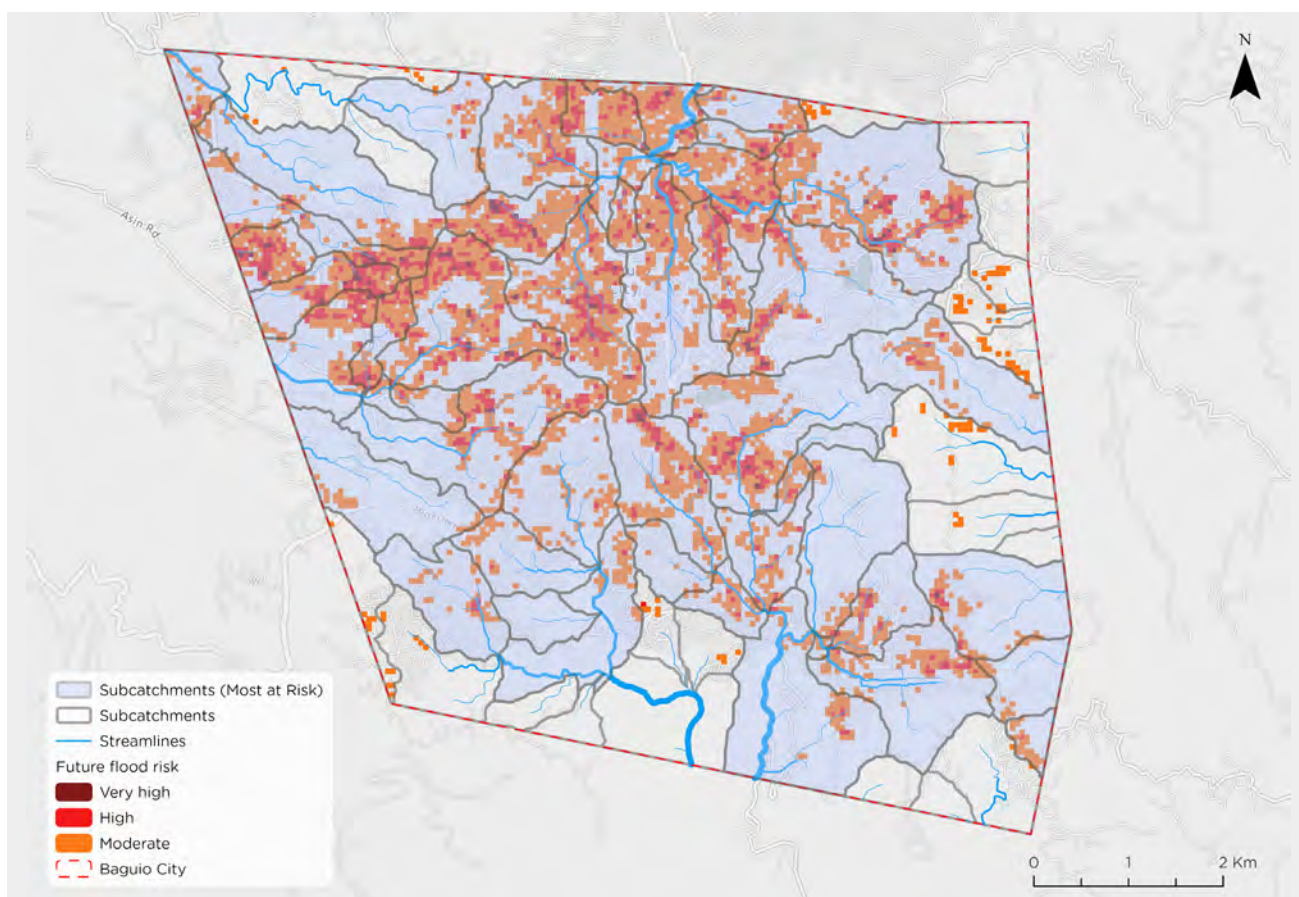 N
Asin Rd
Subcatchments (Most at Risk)
Subcatchments
Streamlines
Future flood risk
Very high
High
Moderate
Baguio City
0 1 2 Km